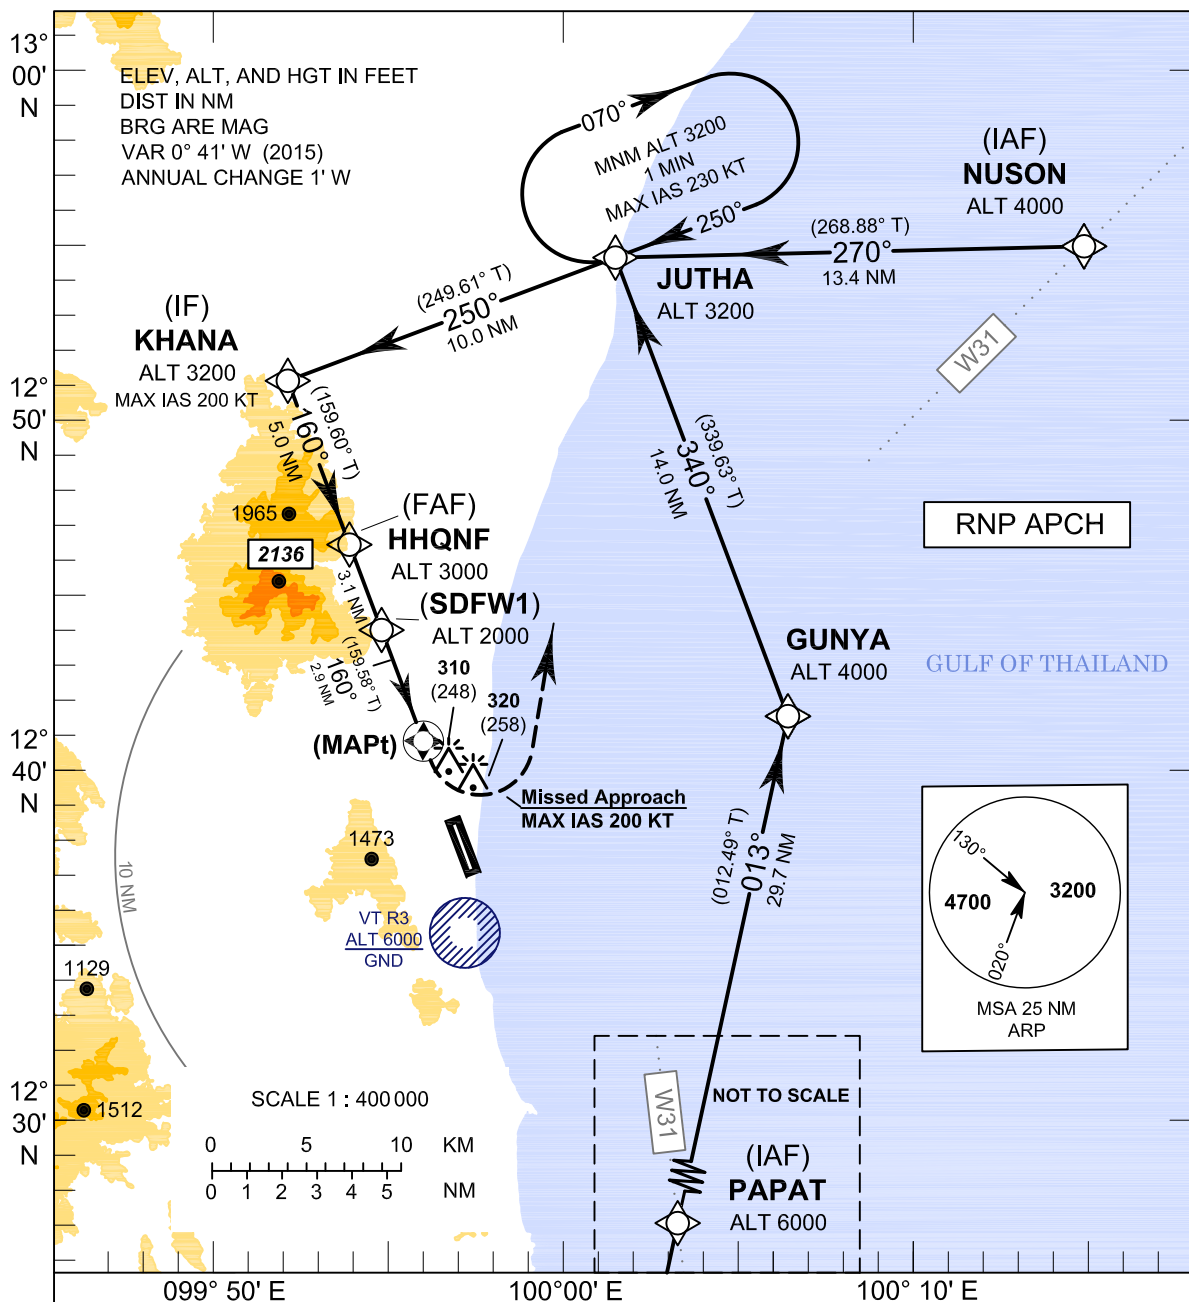 13°
00'
N
ELEV, ALT, AND HGT IN FEET
DIST IN NM
BRG ARE MAG
VAR 0° 41' W (2015)
ANNUAL CHANGE 1' W
070°
MNM ALT 3200
1 MIN
MAX IAS 230 KT
250°
(IAF)
NUSON
ALT 4000
(268.88° T)
270°
13.4 NM
JUTHA
ALT 3200
(249.61° T)
250°
10.0 NM
(IF)
KHANA
ALT 3200
MAX IAS 200 KT
W31
12°
50'
N
(159.60° T)
160°
5.0 NM
(339.63° T)
340°
14.0 NM
1965
2136
(FAF)
HHQNF
ALT 3000
RNP APCH
3.1 NM
(SDFW1)
ALT 2000
(159.58° T)
160°
2.9 NM
310
(248)
320
(258)
GUNYA
ALT 4000
GULF OF THAILAND
(MAPt)
12°
40'
N
Missed Approach
MAX IAS 200 KT
1473
10 NM
(012.49° T)
013°
29.7 NM
130°
4700
3200
020°
MSA 25 NM
ARP
VT R3
ALT 6000
GND
1129
12°
30'
N
1512
SCALE 1 : 400 000
0 5 10 KM
0 1 2 3 4 5 NM
NOT TO SCALE
W31
(IAF)
PAPAT
ALT 6000
099° 50' E
100° 00' E
100° 10' E